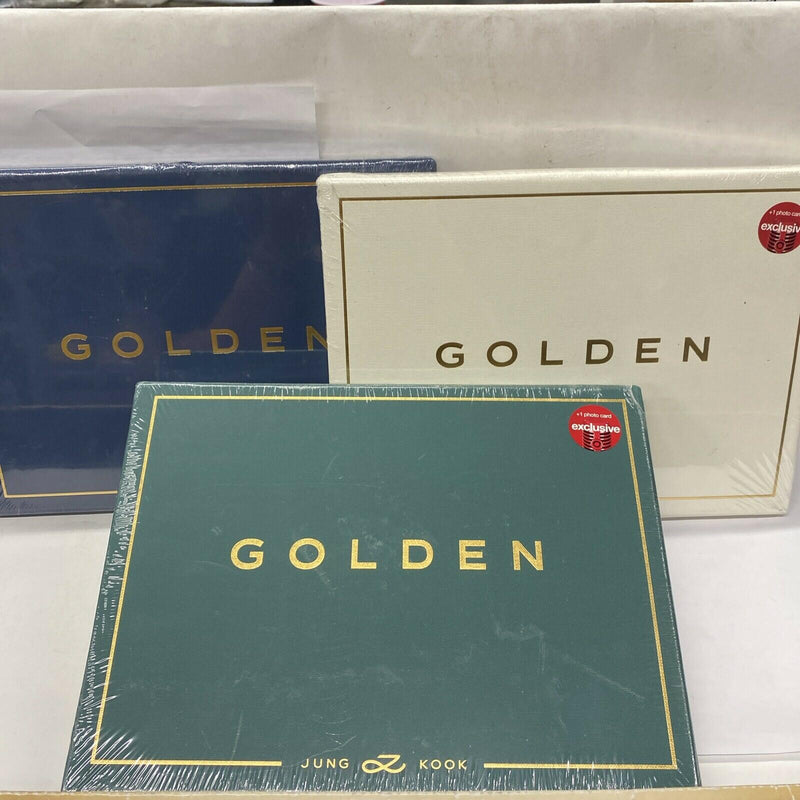 GOLDEN
GOLDEN
+1 photo card
exclusive
GOLDEN
+1 photo card
exclusive
JUNG KOOK